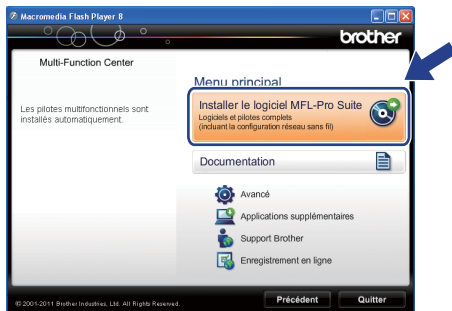 Macromedia Flash Player 8
brother
Multi-Function Center
Menu principal
Les pilotes multifonctionnels sont
installés automatiquement.
Installer le logiciel MFL-Pro Suite
Logiciels et pilotes complets
(incluant la configuration réseau sans fil)
Documentation
Avancé
Applications supplémentaires
Support Brother
Enregistrement en ligne
© 2001-2011 Brother Industries, Ltd. All Rights Reserved.
Précédent
Quitter